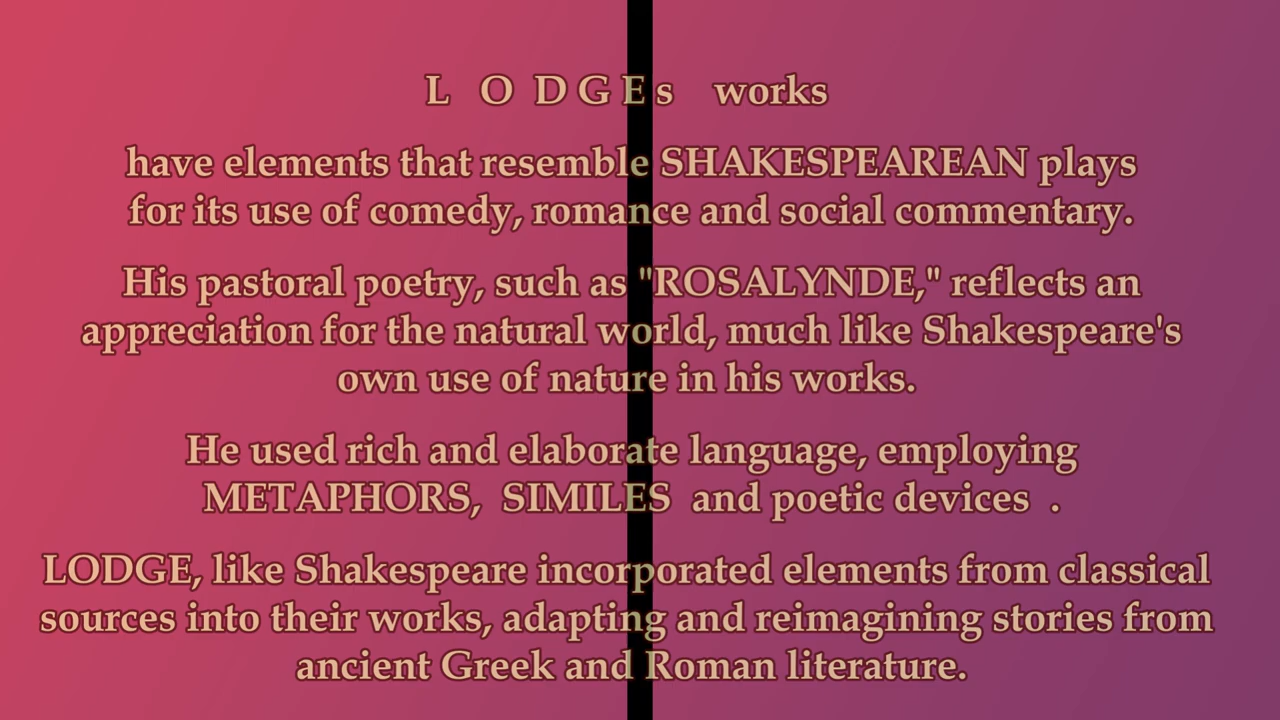 L O D G E s works
have elements that resemble SHAKESPEAREAN plays
for its use of comedy, romance and social commentary.
His pastoral poetry, such as "ROSALYNDE," reflects an
appreciation for the natural world, much like Shakespeare's
own use of nature in his works.
He used rich and elaborate language, employing
METAPHORS, SIMILES and poetic devices .
LODGE, like Shakespeare incorporated elements from classical
sources into their works, adapting and reimagining stories from
ancient Greek and Roman literature.